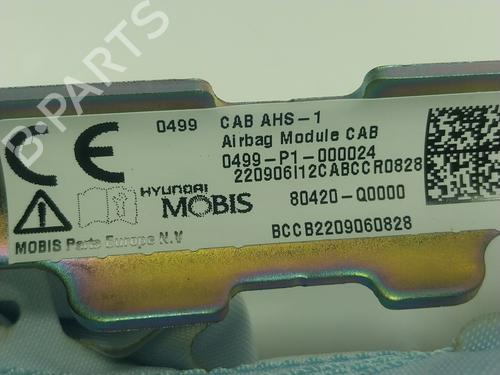 B-PARTS
0499 CAB AHS-1
Airbag Module CAB
0499-P1-000024
220906I12CABCCR0828
HYUNDAI
MOBIS
80420-Q0000
MOBIS Parts Europe N.V
BCCB2209060828